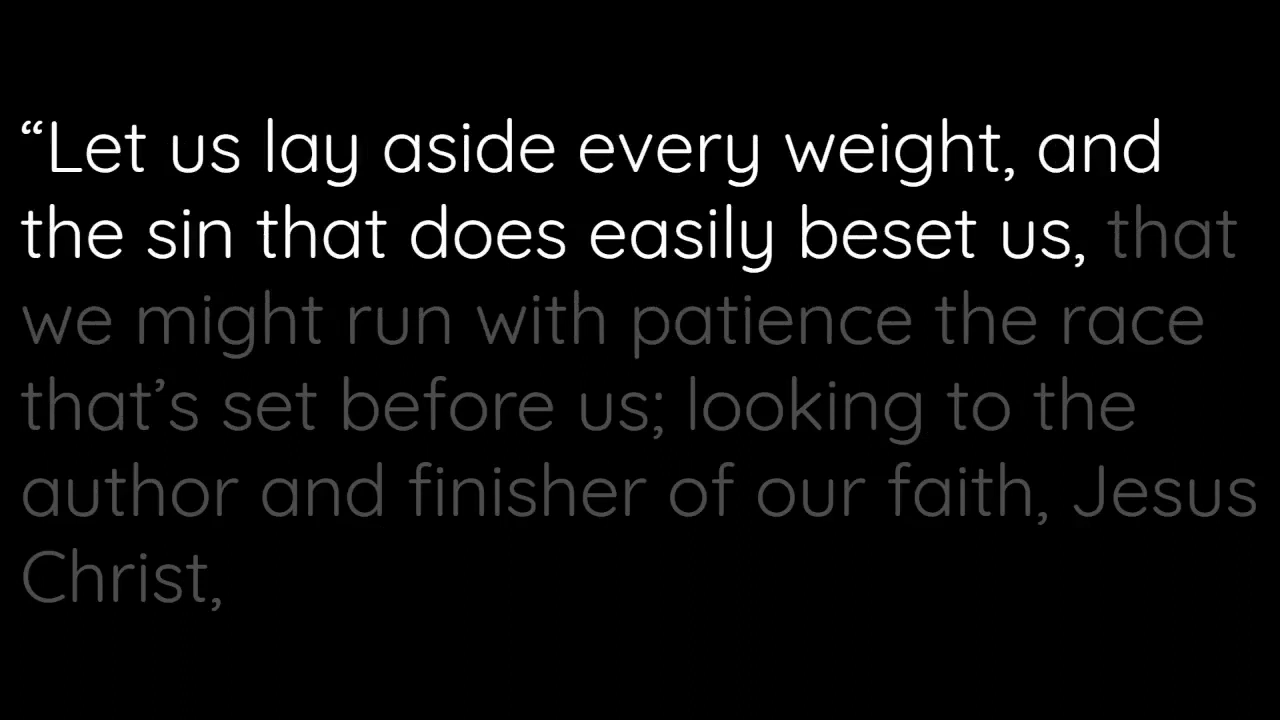 “Let us lay aside every weight, and
the sin that does easily beset us, that
we might run with patience the race
that’s set before us; looking to the
author and finisher of our faith, Jesus
Christ,